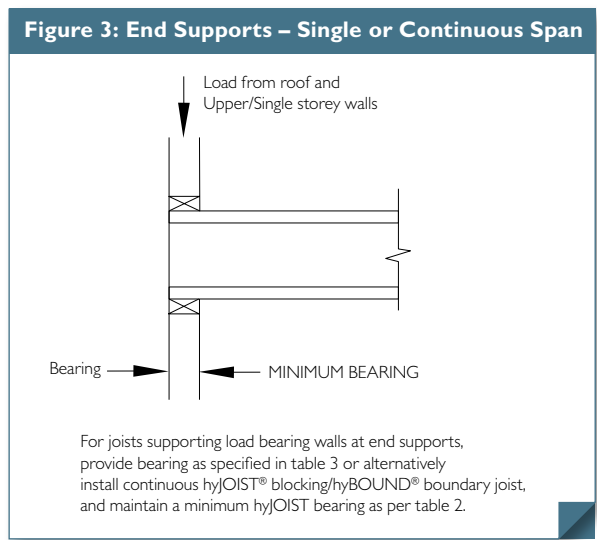 Figure 3: End Supports – Single or Continuous Span
Load from roof and
Upper/Single storey walls
Bearing
MINIMUM BEARING
For joists supporting load bearing walls at end supports,
provide bearing as specified in table 3 or alternatively
install continuous hyJOIST® blocking/hyBOUND® boundary joist,
and maintain a minimum hyJOIST bearing as per table 2.